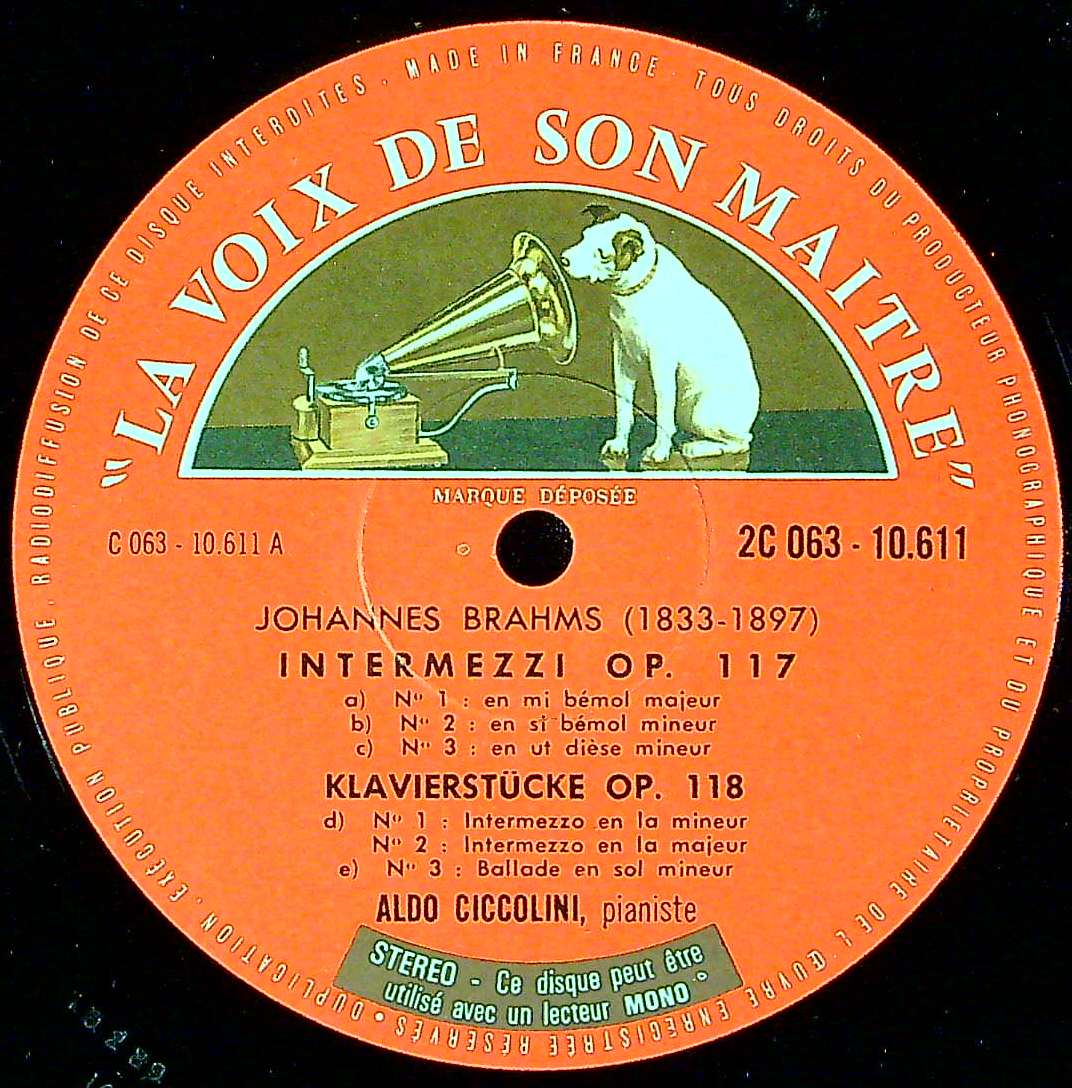 MADE IN FRANCE . TOUS DROITS DU PRODUCTEUR PHONOGRAPHIQUE ET DU PROPRIETAIRE DE L'ŒUVRE ENREGISTRÉE RÉSERVÉS • DUPLICATION . EXÉCUTION PUBLIQUE . RADIODIFFUSION DE CE DISQUE INTERDITES .
"LA VOIX DE SON MAITRE"
MARQUE DÉPOSÉE
C 063 - 10.611 A
2C 063 - 10.611
JOHANNES BRAHMS (1833-1897)
INTERMEZZI OP. 117
a) Nº 1 : en mi bémol majeur
b) Nº 2 : en si bémol mineur
c) Nº 3 : en ut dièse mineur
KLAVIERSTÜCKE OP. 118
d) Nº 1 : Intermezzo en la mineur
Nº 2 : Intermezzo en la majeur
e) Nº 3 : Ballade en sol mineur
ALDO CICCOLINI, pianiste
STEREO - Ce disque peut être
utilisé avec un lecteur MONO